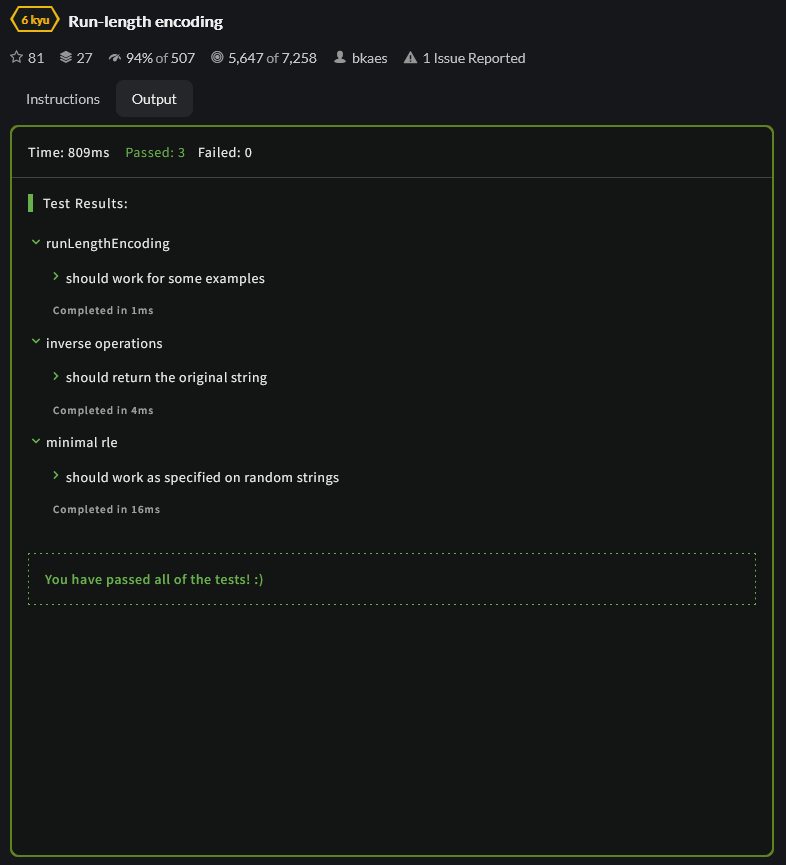 6 kyu Run-length encoding
81 27 94% of 507 5,647 of 7,258 bkaes 1 Issue Reported
Instructions Output
Time: 809ms Passed: 3 Failed: 0
Test Results:
runLengthEncoding
should work for some examples
Completed in 1ms
inverse operations
should return the original string
Completed in 4ms
minimal rle
should work as specified on random strings
Completed in 16ms
You have passed all of the tests! :)